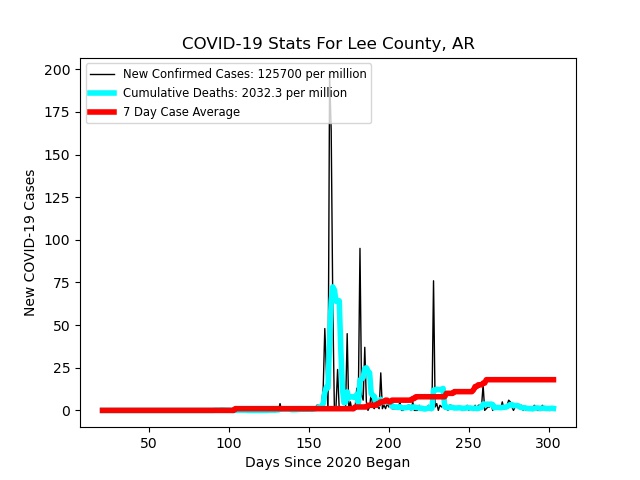 COVID-19 Stats For Lee County, AR
New Confirmed Cases: 125700 per million
Cumulative Deaths: 2032.3 per million
7 Day Case Average
New COVID-19 Cases
200
175
150
125
100
75
50
25
0
50 100 150 200 250 300
Days Since 2020 Began